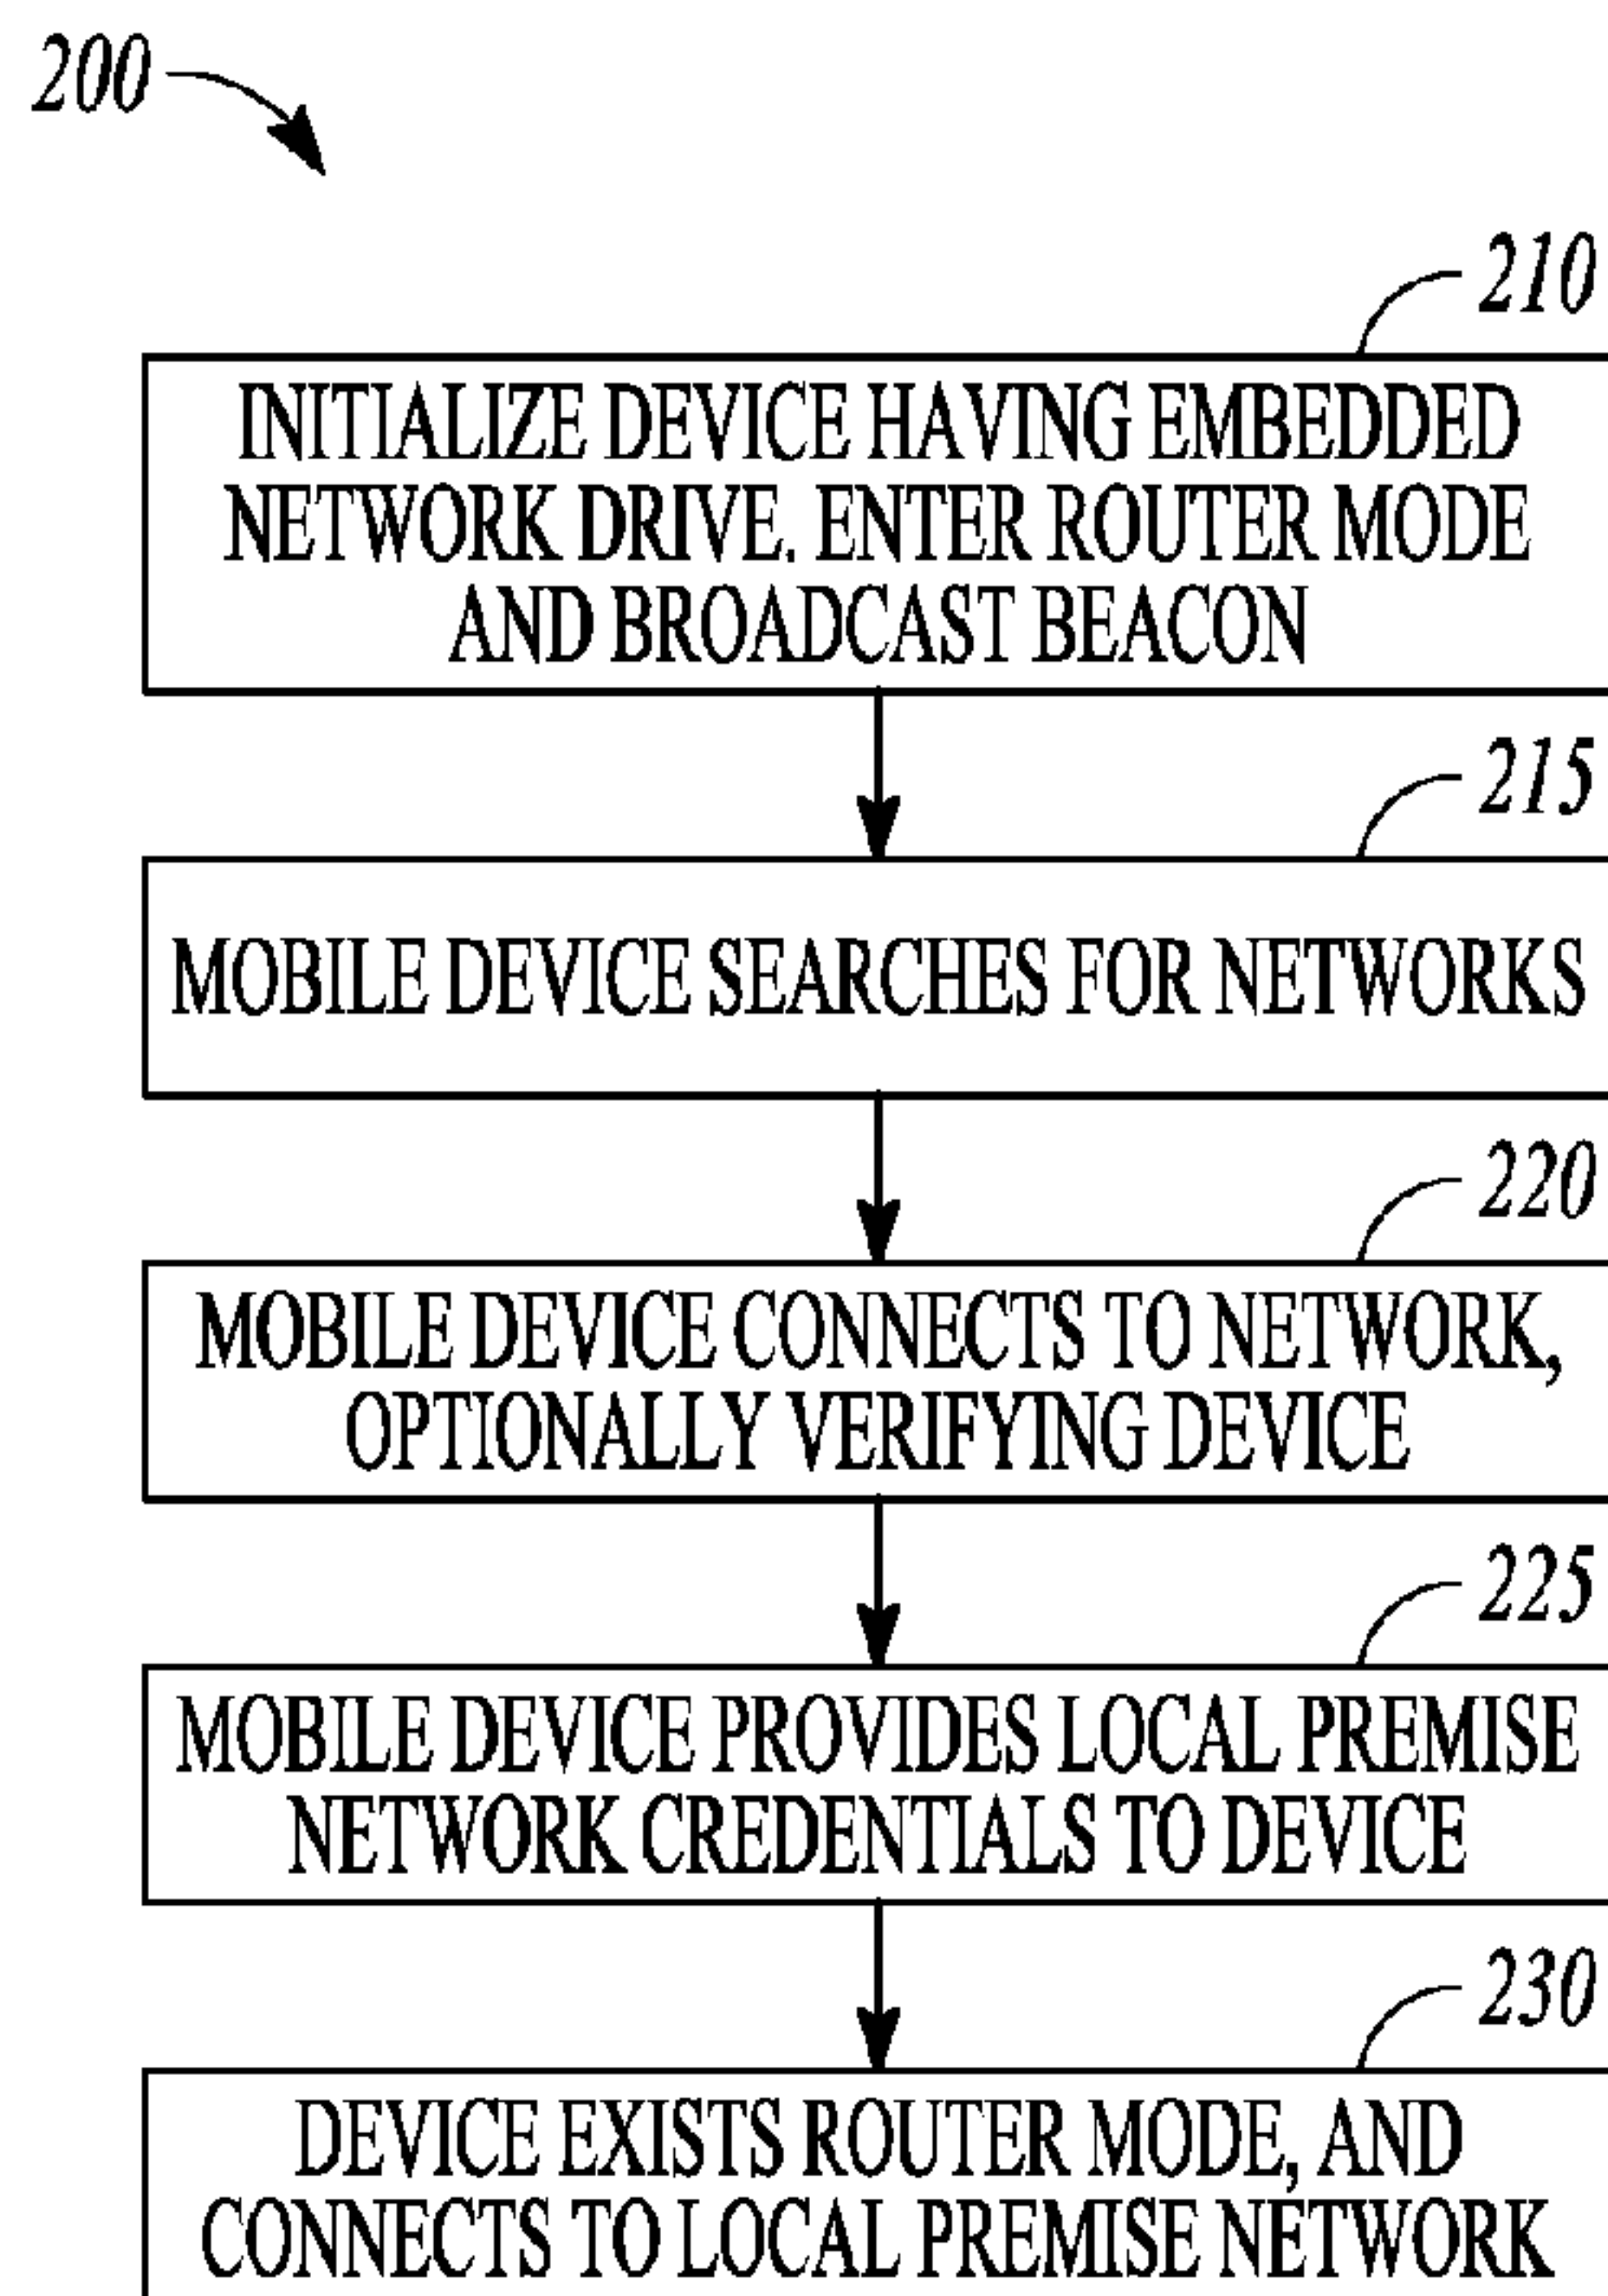 200
210
INITIALIZE DEVICE HAVING EMBEDDED
NETWORK DRIVE. ENTER ROUTER MODE
AND BROADCAST BEACON
215
MOBILE DEVICE SEARCHES FOR NETWORKS
220
MOBILE DEVICE CONNECTS TO NETWORK,
OPTIONALLY VERIFYING DEVICE
225
MOBILE DEVICE PROVIDES LOCAL PREMISE
NETWORK CREDENTIALS TO DEVICE
230
DEVICE EXISTS ROUTER MODE, AND
CONNECTS TO LOCAL PREMISE NETWORK